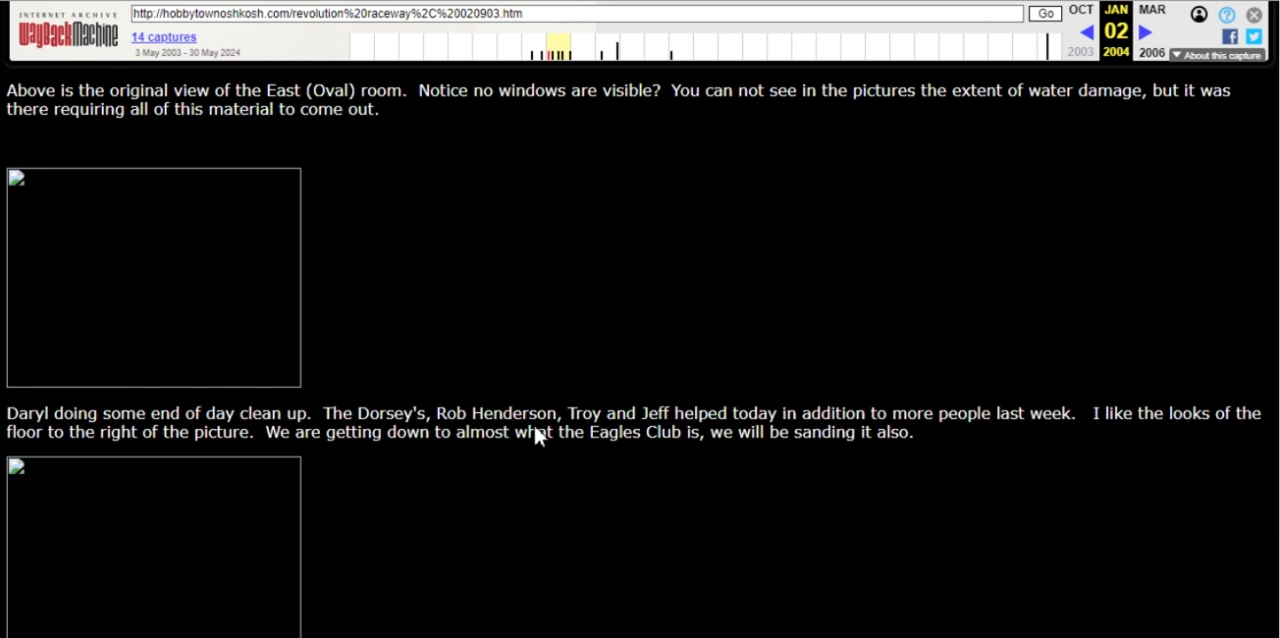 INTERNET ARCHIVE
WayBackMachine
http://hobbytownoshkosh.com/revolution%20raceway%2C%20020903.htm
Go
OCT JAN MAR
14 captures
02
3 May 2003 - 30 May 2024
2003 2004 2006
About this capture
Above is the original view of the East (Oval) room. Notice no windows are visible? You can not see in the pictures the extent of water damage, but it was
there requiring all of this material to come out.
Daryl doing some end of day clean up. The Dorsey's, Rob Henderson, Troy and Jeff helped today in addition to more people last week. I like the looks of the
floor to the right of the picture. We are getting down to almost what the Eagles Club is, we will be sanding it also.